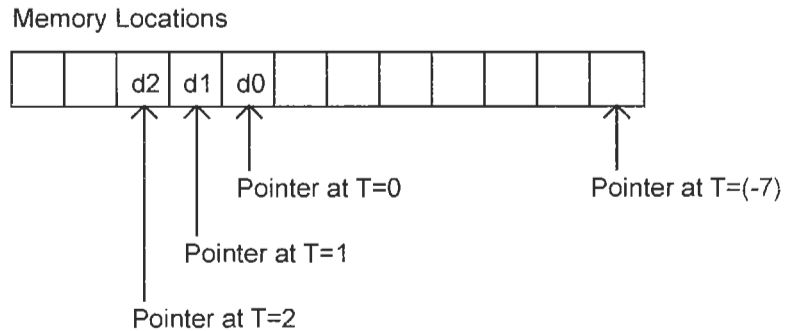 Memory Locations
d2 d1 d0
Pointer at T=0 Pointer at T=(-7)
Pointer at T=1
Pointer at T=2